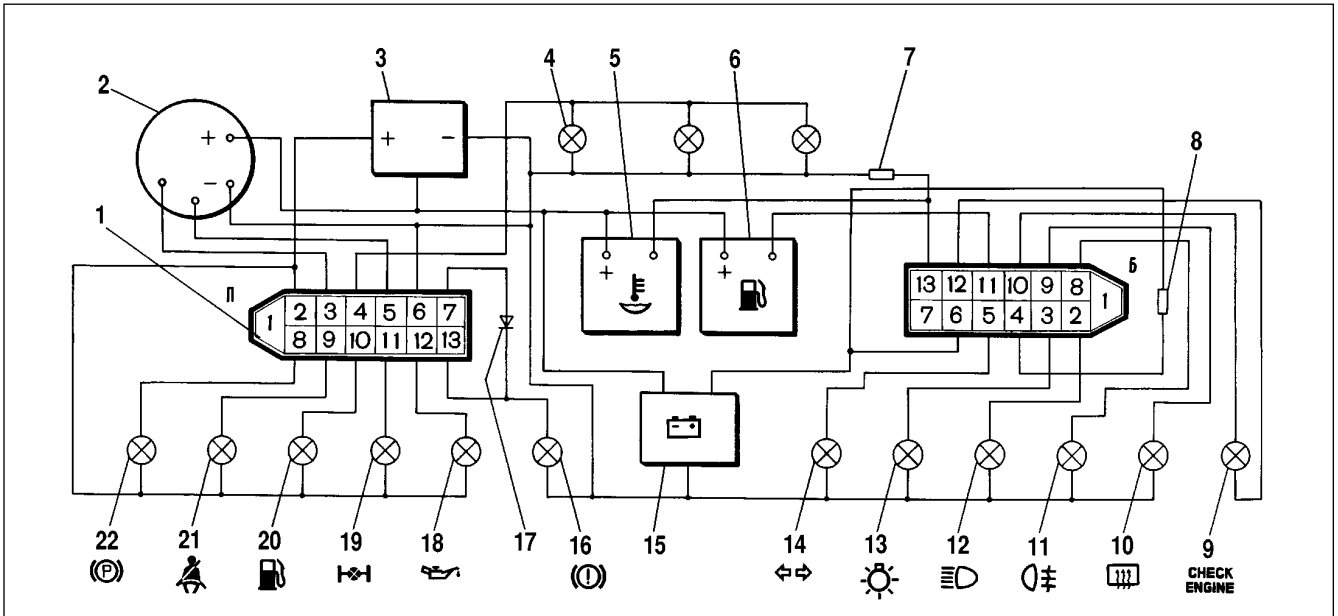 3 4 5 6 7
2
8
+ + −
−
1
П
Б
+ +
1 2 3 4 5 6 7
8 9 10 11 12 13
13 12 11 10 9 8 1
7 6 5 4 3 2
− +
22 21 20 19 18 17 16 15 14 13 12 11 10 9
(P) (!) CHECK
ENGINE